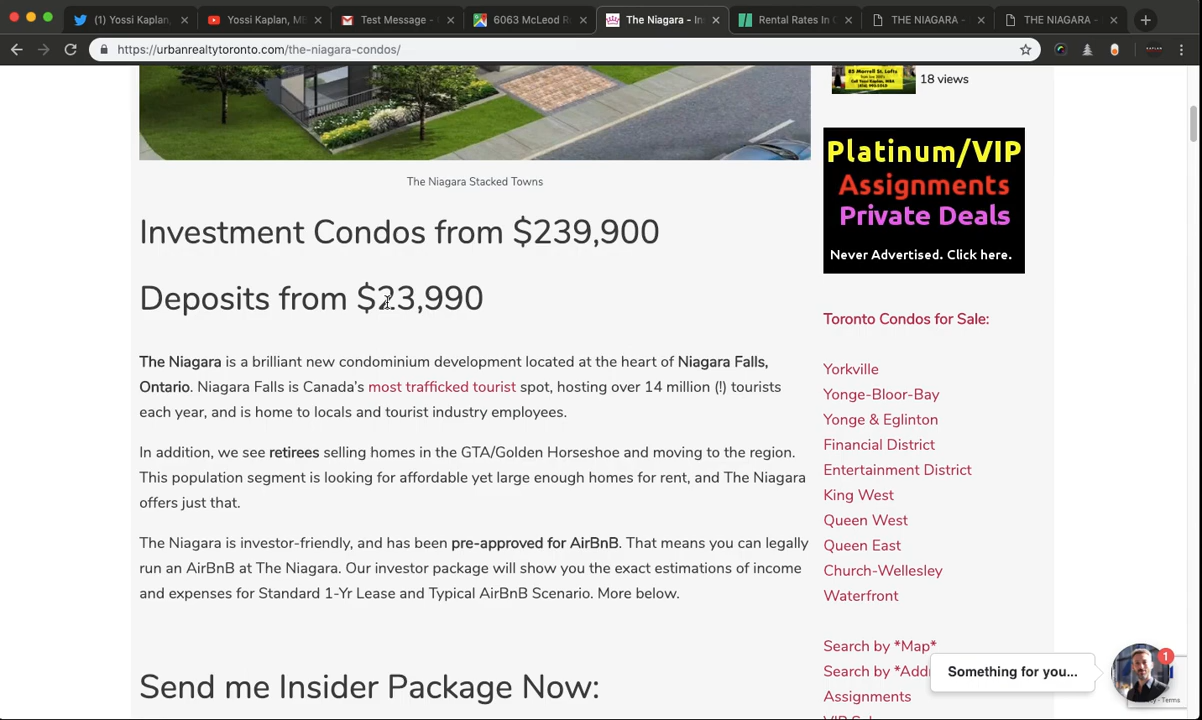 (1) Yossi Kaplan,
Yossi Kaplan, M
Test Message -
6063 McLeod R
The Niagara - In
Rental Rates In
THE NIAGARA -
THE NIAGARA -
https://urbanrealtytoronto.com/the-niagara-condos/
85 Morrell St. Lofts
18 views
The Niagara Stacked Towns
Investment Condos from $239,900
Deposits from $23,990
The Niagara is a brilliant new condominium development located at the heart of Niagara Falls,
Ontario. Niagara Falls is Canada's most trafficked tourist spot, hosting over 14 million (!) tourists
each year, and is home to locals and tourist industry employees.
In addition, we see retirees selling homes in the GTA/Golden Horseshoe and moving to the region.
This population segment is looking for affordable yet large enough homes for rent, and The Niagara
offers just that.
The Niagara is investor-friendly, and has been pre-approved for AirBnB. That means you can legally
run an AirBnB at The Niagara. Our investor package will show you the exact estimations of income
and expenses for Standard 1-Yr Lease and Typical AirBnB Scenario. More below.
Send me Insider Package Now:
Platinum/VIP
Assignments
Private Deals
Never Advertised. Click here.
Toronto Condos for Sale:
Yorkville
Yonge-Bloor-Bay
Yonge & Eglinton
Financial District
Entertainment District
King West
Queen West
Queen East
Church-Wellesley
Waterfront
Search by *Map*
Search by *Add
Assignments
Something for you...
1
- Terms